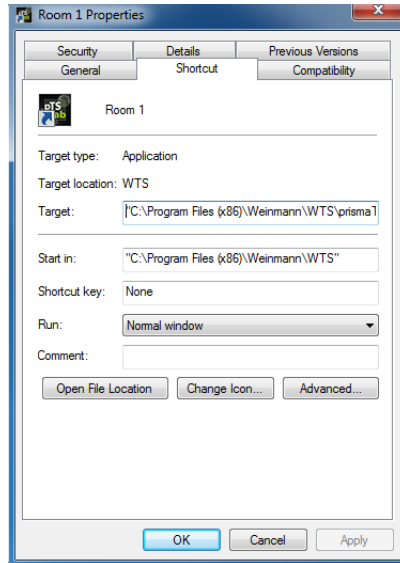 Room 1 Properties
Security Details Previous Versions
General Shortcut Compatibility
pTS
Room 1
Target type: Application
Target location: WTS
Target: "C:\Program Files (x86)\Weinmann\WTS\prismaT
Start in: "C:\Program Files (x86)\Weinmann\WTS"
Shortcut key: None
Run: Normal window
Comment:
Open File Location Change Icon... Advanced...
OK Cancel Apply